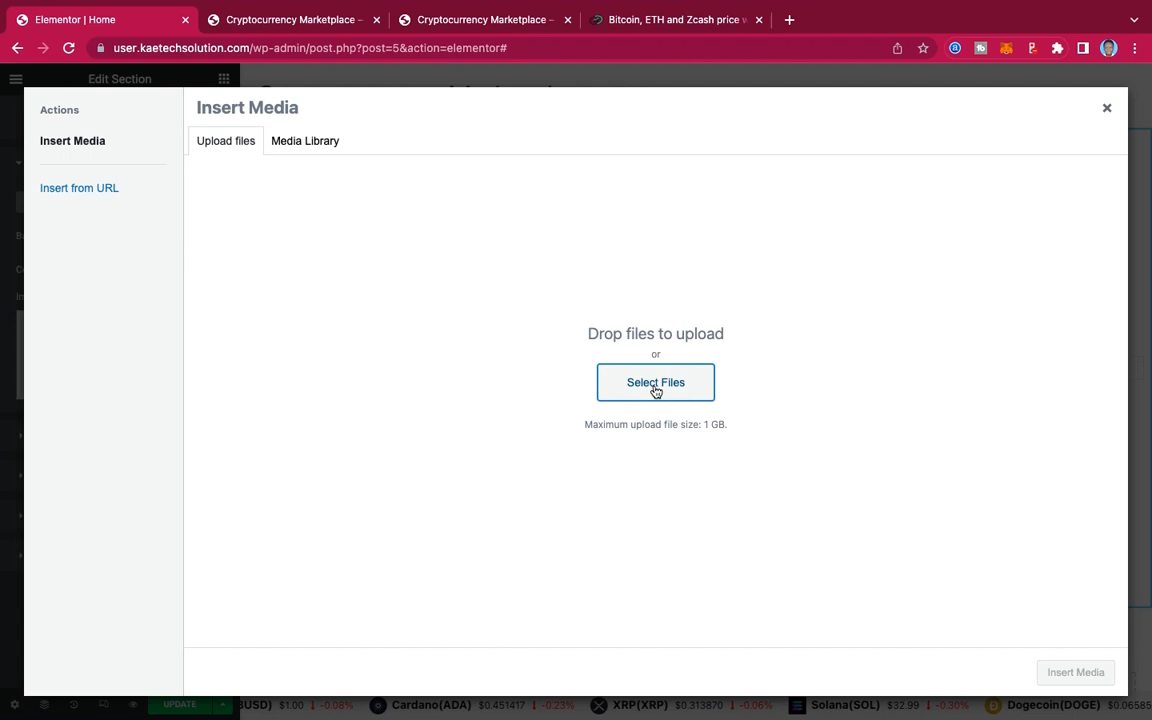 Elementor | Home
Cryptocurrency Marketplace –
Cryptocurrency Marketplace –
Bitcoin, ETH and Zcash price w
user.kaetechsolution.com/wp-admin/post.php?post=5&action=elementor#
Edit Section
Actions
Insert Media
Insert from URL
Insert Media
Upload files
Media Library
Drop files to upload
or
Select Files
Maximum upload file size: 1 GB.
Insert Media
UPDATE
BUSD) $1.00 ↓ -0.08% Cardano(ADA) $0.451417 ↓ -0.23% XRP(XRP) $0.313870 ↓ -0.06% Solana(SOL) $32.99 ↓ -0.30% Dogecoin(DOGE) $0.06585